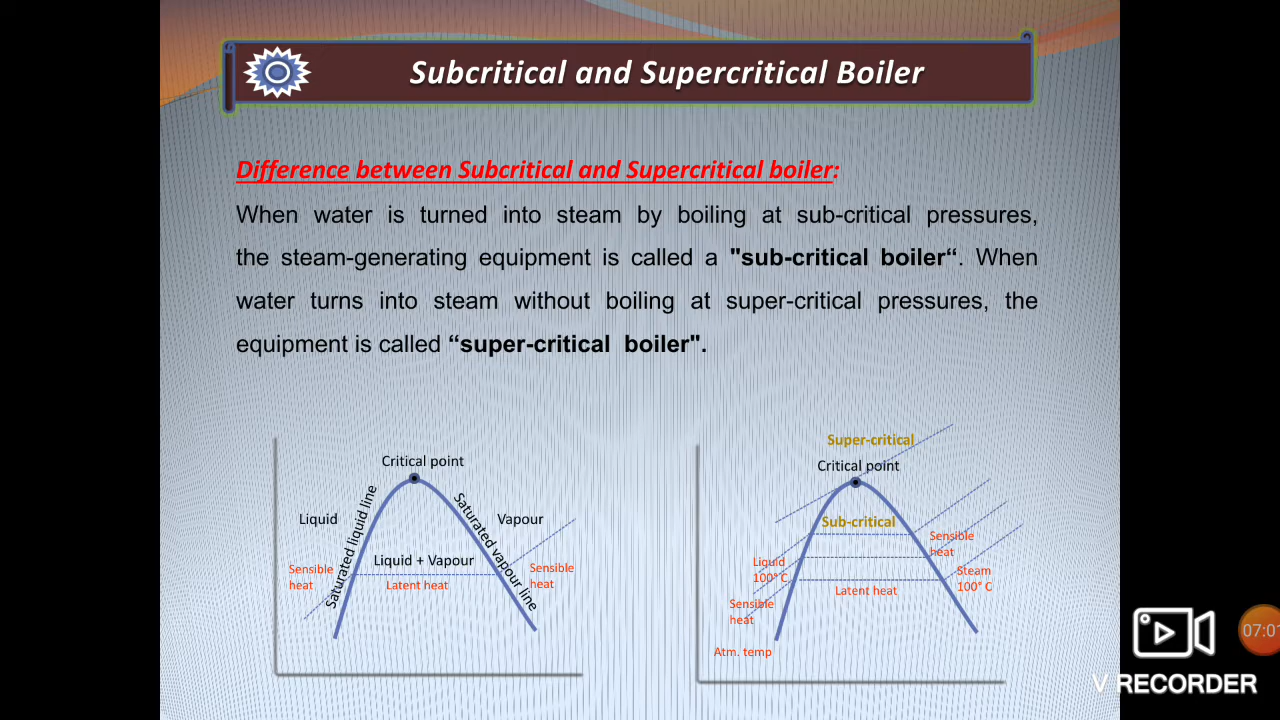 Subcritical and Supercritical Boiler
Difference between Subcritical and Supercritical boiler:
When water is turned into steam by boiling at sub-critical pressures,
the steam-generating equipment is called a "sub-critical boiler“. When
water turns into steam without boiling at super-critical pressures, the
equipment is called “super-critical boiler".
Critical point
Liquid
Saturated liquid line
Saturated vapour line
Vapour
Liquid + Vapour
Sensible
heat
Latent heat
Sensible
heat
Super-critical
Critical point
Sub-critical
Sensible
heat
Liquid
100° C
Steam
100° C
Latent heat
Sensible
heat
Atm. temp
07:01
V RECORDER